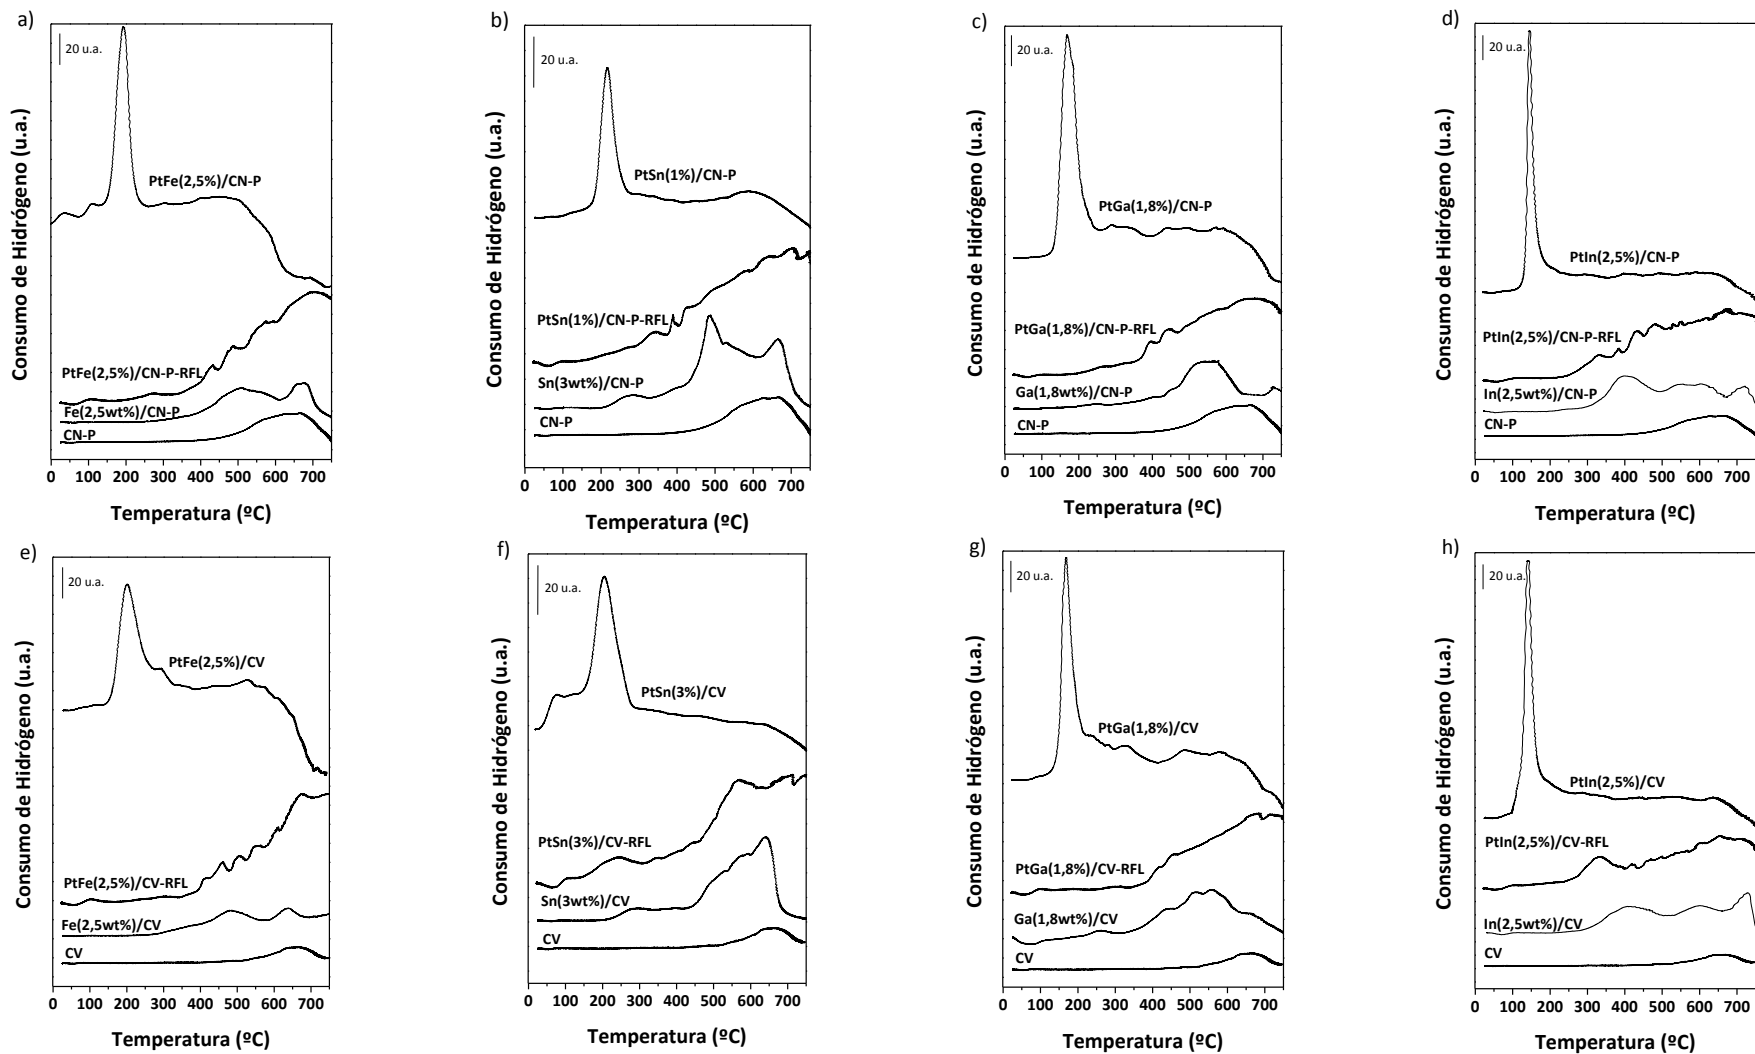 a)
20 u.a.
PtFe(2,5%)/CN-P
PtFe(2,5%)/CN-P-RFL
Fe(2,5wt%)/CN-P
CN-P
Consumo de Hidrógeno (u.a.)
0 100 200 300 400 500 600 700
Temperatura (ºC)
b)
20 u.a.
PtSn(1%)/CN-P
PtSn(1%)/CN-P-RFL
Sn(3wt%)/CN-P
CN-P
Consumo de Hidrógeno (u.a.)
0 100 200 300 400 500 600 700
Temperatura (ºC)
c)
20 u.a.
PtGa(1,8%)/CN-P
PtGa(1,8%)/CN-P-RFL
Ga(1,8wt%)/CN-P
CN-P
Consumo de Hidrógeno (u.a.)
0 100 200 300 400 500 600 700
Temperatura (ºC)
d)
20 u.a.
PtIn(2,5%)/CN-P
PtIn(2,5%)/CN-P-RFL
In(2,5wt%)/CN-P
CN-P
Consumo de Hidrógeno (u.a.)
0 100 200 300 400 500 600 700
Temperatura (ºC)
e)
20 u.a.
PtFe(2,5%)/CV
PtFe(2,5%)/CV-RFL
Fe(2,5wt%)/CV
CV
Consumo de Hidrógeno (u.a.)
0 100 200 300 400 500 600 700
Temperatura (ºC)
f)
20 u.a.
PtSn(3%)/CV
PtSn(3%)/CV-RFL
Sn(3wt%)/CV
CV
Consumo de Hidrógeno (u.a.)
0 100 200 300 400 500 600 700
Temperatura (ºC)
g)
20 u.a.
PtGa(1,8%)/CV
PtGa(1,8%)/CV-RFL
Ga(1,8wt%)/CV
CV
Consumo de Hidrógeno (u.a.)
0 100 200 300 400 500 600 700
Temperatura (ºC)
h)
20 u.a.
PtIn(2,5%)/CV
PtIn(2,5%)/CV-RFL
In(2,5wt%)/CV
CV
Consumo de Hidrógeno (u.a.)
0 100 200 300 400 500 600 700
Temperatura (ºC)